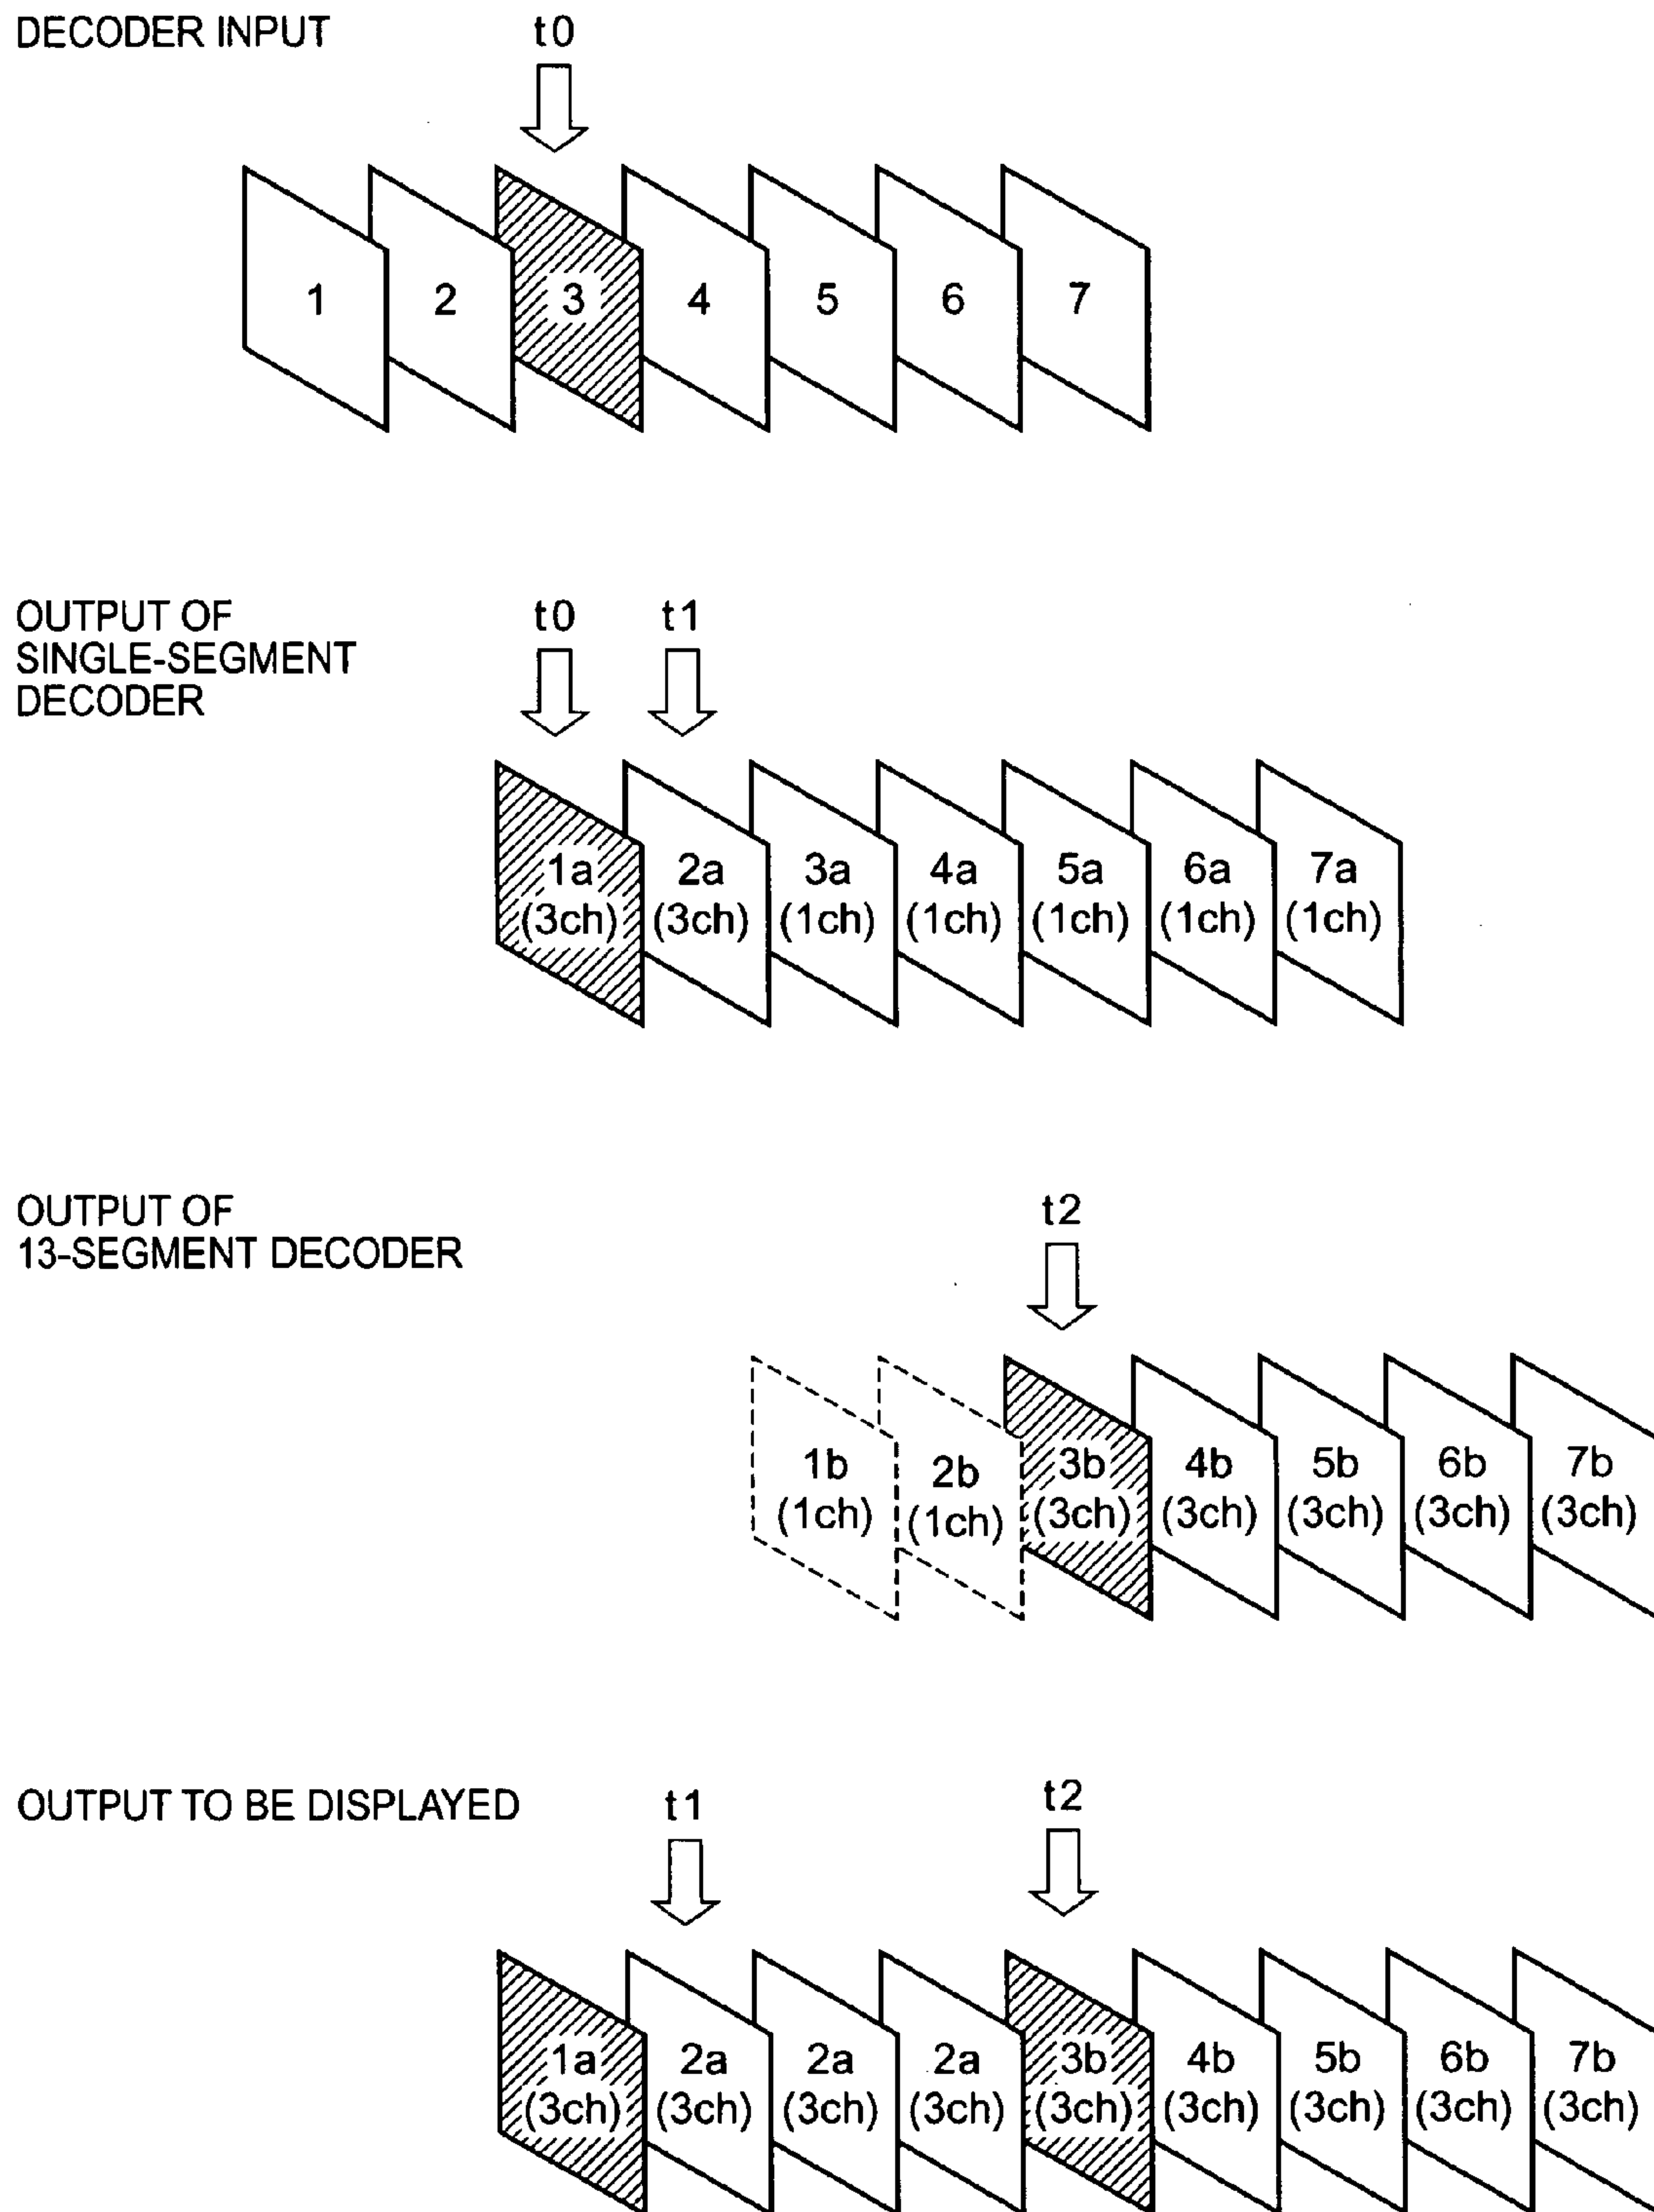 DECODER INPUT
t0
1 2 3 4 5 6 7
OUTPUT OF
SINGLE-SEGMENT
DECODER
t0 t1
1a 2a 3a 4a 5a 6a 7a
(3ch) (3ch) (1ch) (1ch) (1ch) (1ch) (1ch)
OUTPUT OF
13-SEGMENT DECODER
t2
1b 2b 3b 4b 5b 6b 7b
(1ch) (1ch) (3ch) (3ch) (3ch) (3ch) (3ch)
OUTPUT TO BE DISPLAYED
t1 t2
1a 2a 2a 2a 3b 4b 5b 6b 7b
(3ch) (3ch) (3ch) (3ch) (3ch) (3ch) (3ch) (3ch) (3ch)